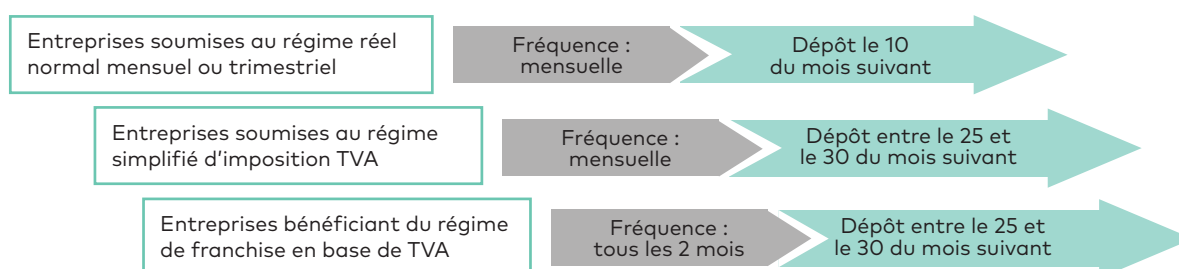 Entreprises soumises au régime réel
normal mensuel ou trimestriel
Fréquence :
mensuelle
Dépôt le 10
du mois suivant
Entreprises soumises au régime
simplifié d'imposition TVA
Fréquence :
mensuelle
Dépôt entre le 25 et
le 30 du mois suivant
Entreprises bénéficiant du régime
de franchise en base de TVA
Fréquence :
tous les 2 mois
Dépôt entre le 25 et
le 30 du mois suivant